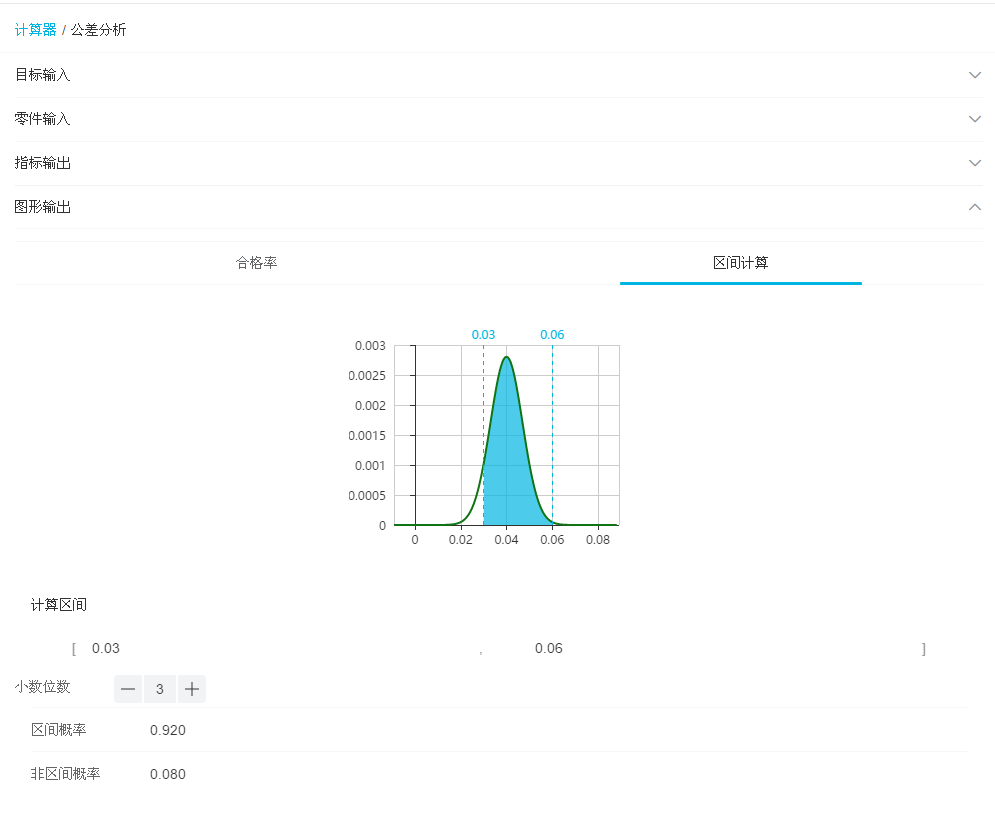 计算器 / 公差分析
目标输入
零件输入
指标输出
图形输出
合格率 区间计算
0.03 0.06
0.003
0.0025
0.002
0.0015
0.001
0.0005
0
0 0.02 0.04 0.06 0.08
计算区间
[ 0.03 , 0.06 ]
小数位数 — 3 +
区间概率 0.920
非区间概率 0.080